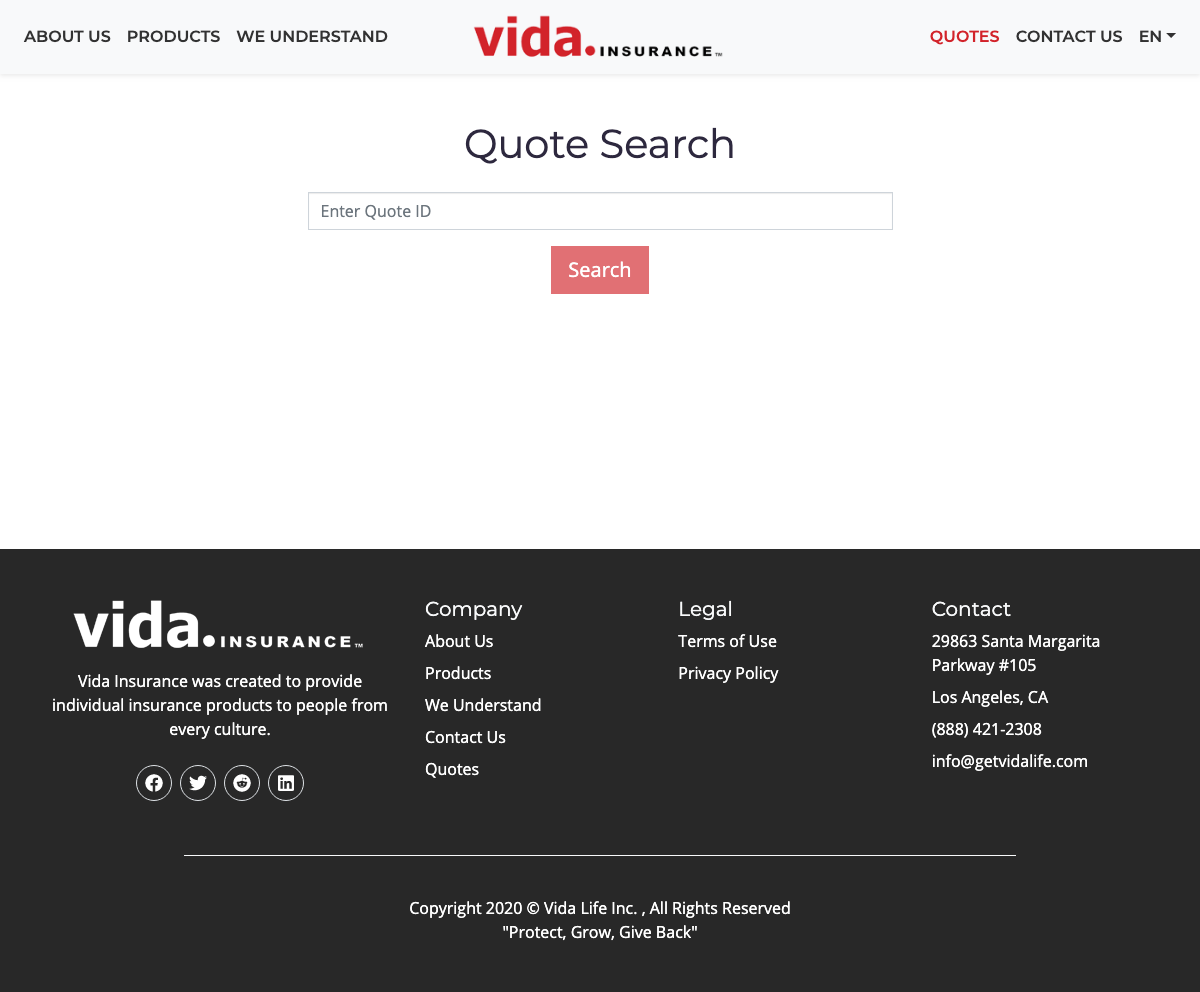 ABOUT US PRODUCTS WE UNDERSTAND vida. INSURANCE™ QUOTES CONTACT US EN
Quote Search
Enter Quote ID
Search
vida. INSURANCE™
Vida Insurance was created to provide
individual insurance products to people from
every culture.
Company
About Us
Products
We Understand
Contact Us
Quotes
Legal
Terms of Use
Privacy Policy
Contact
29863 Santa Margarita
Parkway #105
Los Angeles, CA
(888) 421-2308
info@getvidalife.com
Copyright 2020 © Vida Life Inc. , All Rights Reserved
"Protect, Grow, Give Back"